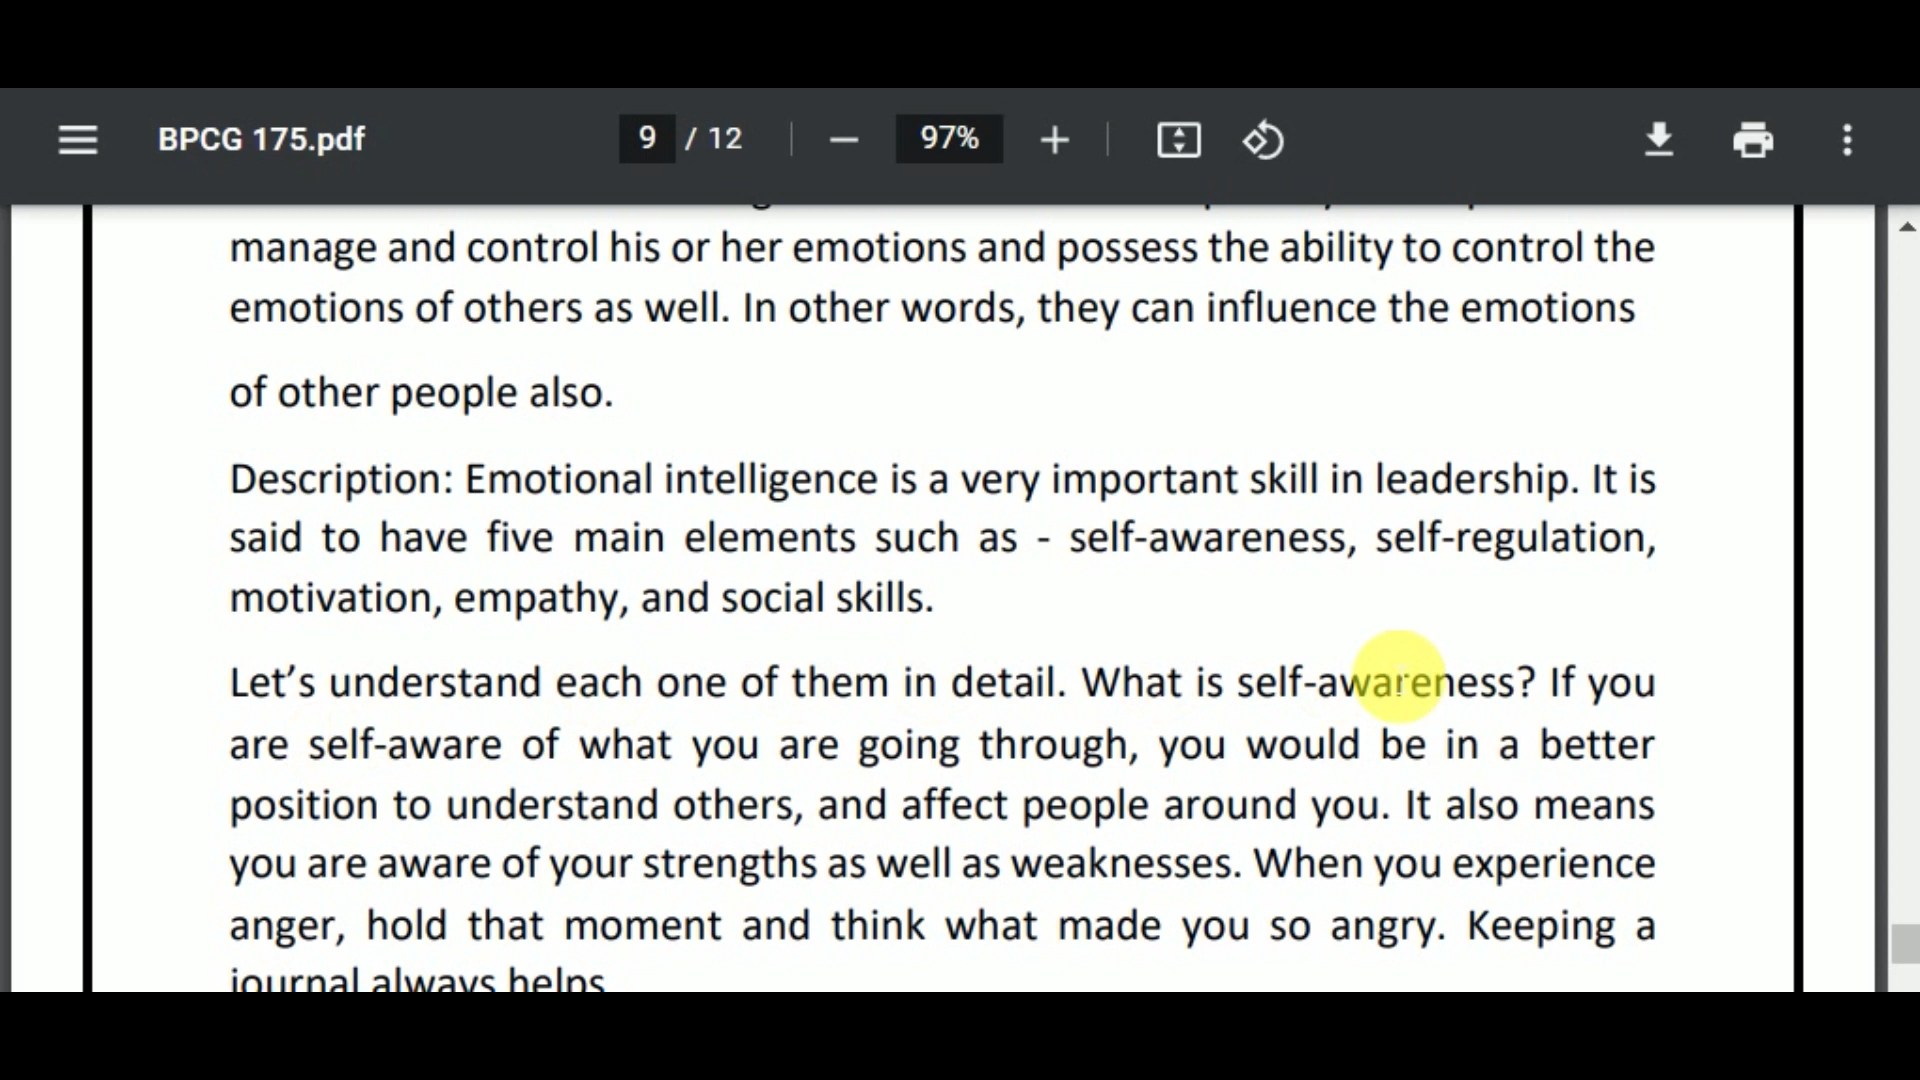 BPCG 175.pdf
9 / 12
97%
manage and control his or her emotions and possess the ability to control the
emotions of others as well. In other words, they can influence the emotions
of other people also.
Description: Emotional intelligence is a very important skill in leadership. It is
said to have five main elements such as - self-awareness, self-regulation,
motivation, empathy, and social skills.
Let’s understand each one of them in detail. What is self-awareness? If you
are self-aware of what you are going through, you would be in a better
position to understand others, and affect people around you. It also means
you are aware of your strengths as well as weaknesses. When you experience
anger, hold that moment and think what made you so angry. Keeping a
journal always helps